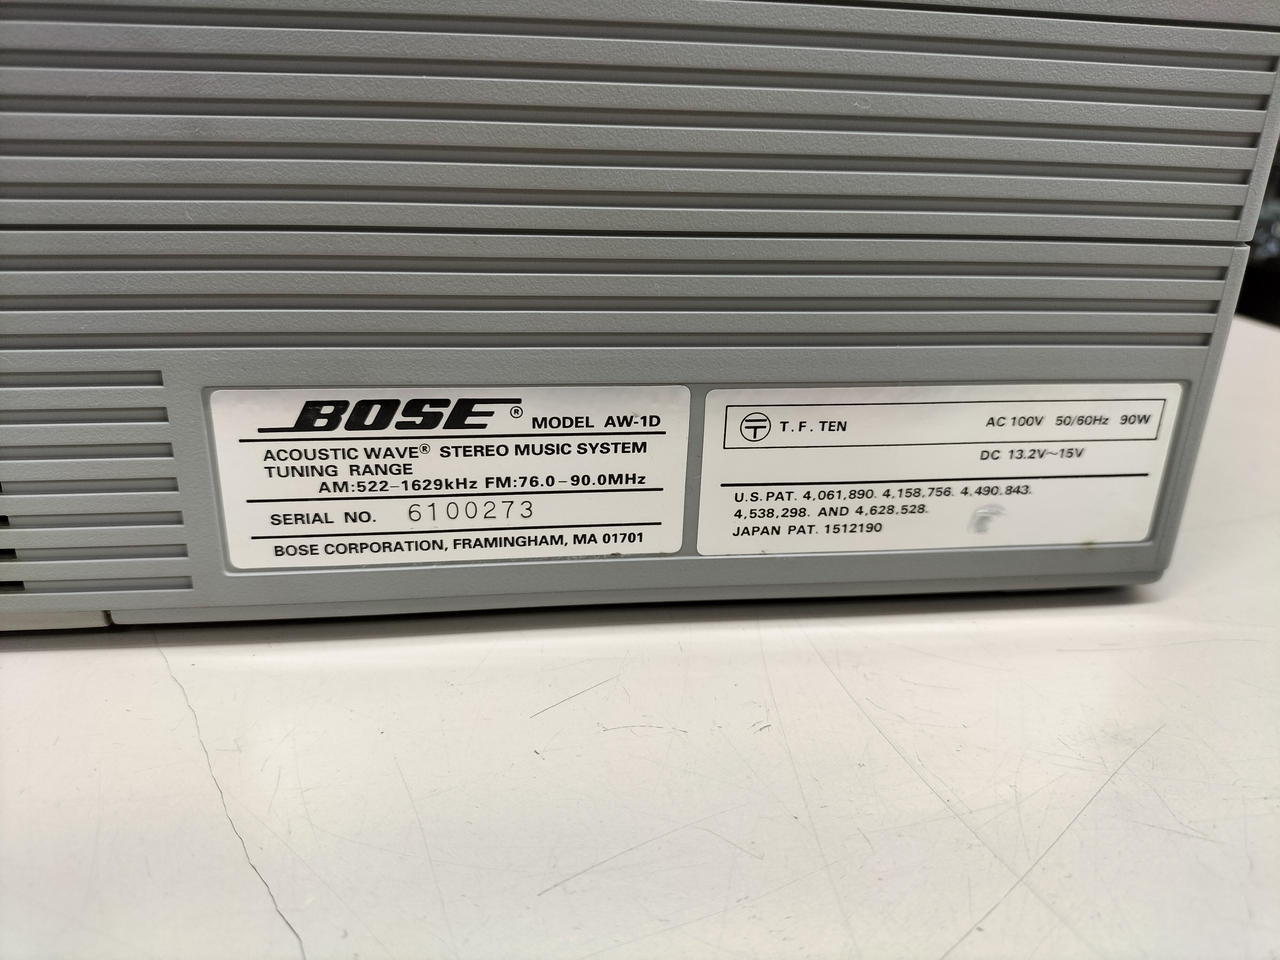 BOSE® MODEL AW-1D
ACOUSTIC WAVE® STEREO MUSIC SYSTEM
TUNING RANGE
AM:522-1629kHz FM:76.0-90.0MHz
SERIAL NO. 6100273
BOSE CORPORATION, FRAMINGHAM, MA 01701
T.F. TEN AC 100V 50/60Hz 90W
DC 13.2V~15V
U.S. PAT. 4,061,890. 4,158,756. 4.490.843.
4,538,298. AND 4,628,528.
JAPAN PAT. 1512190